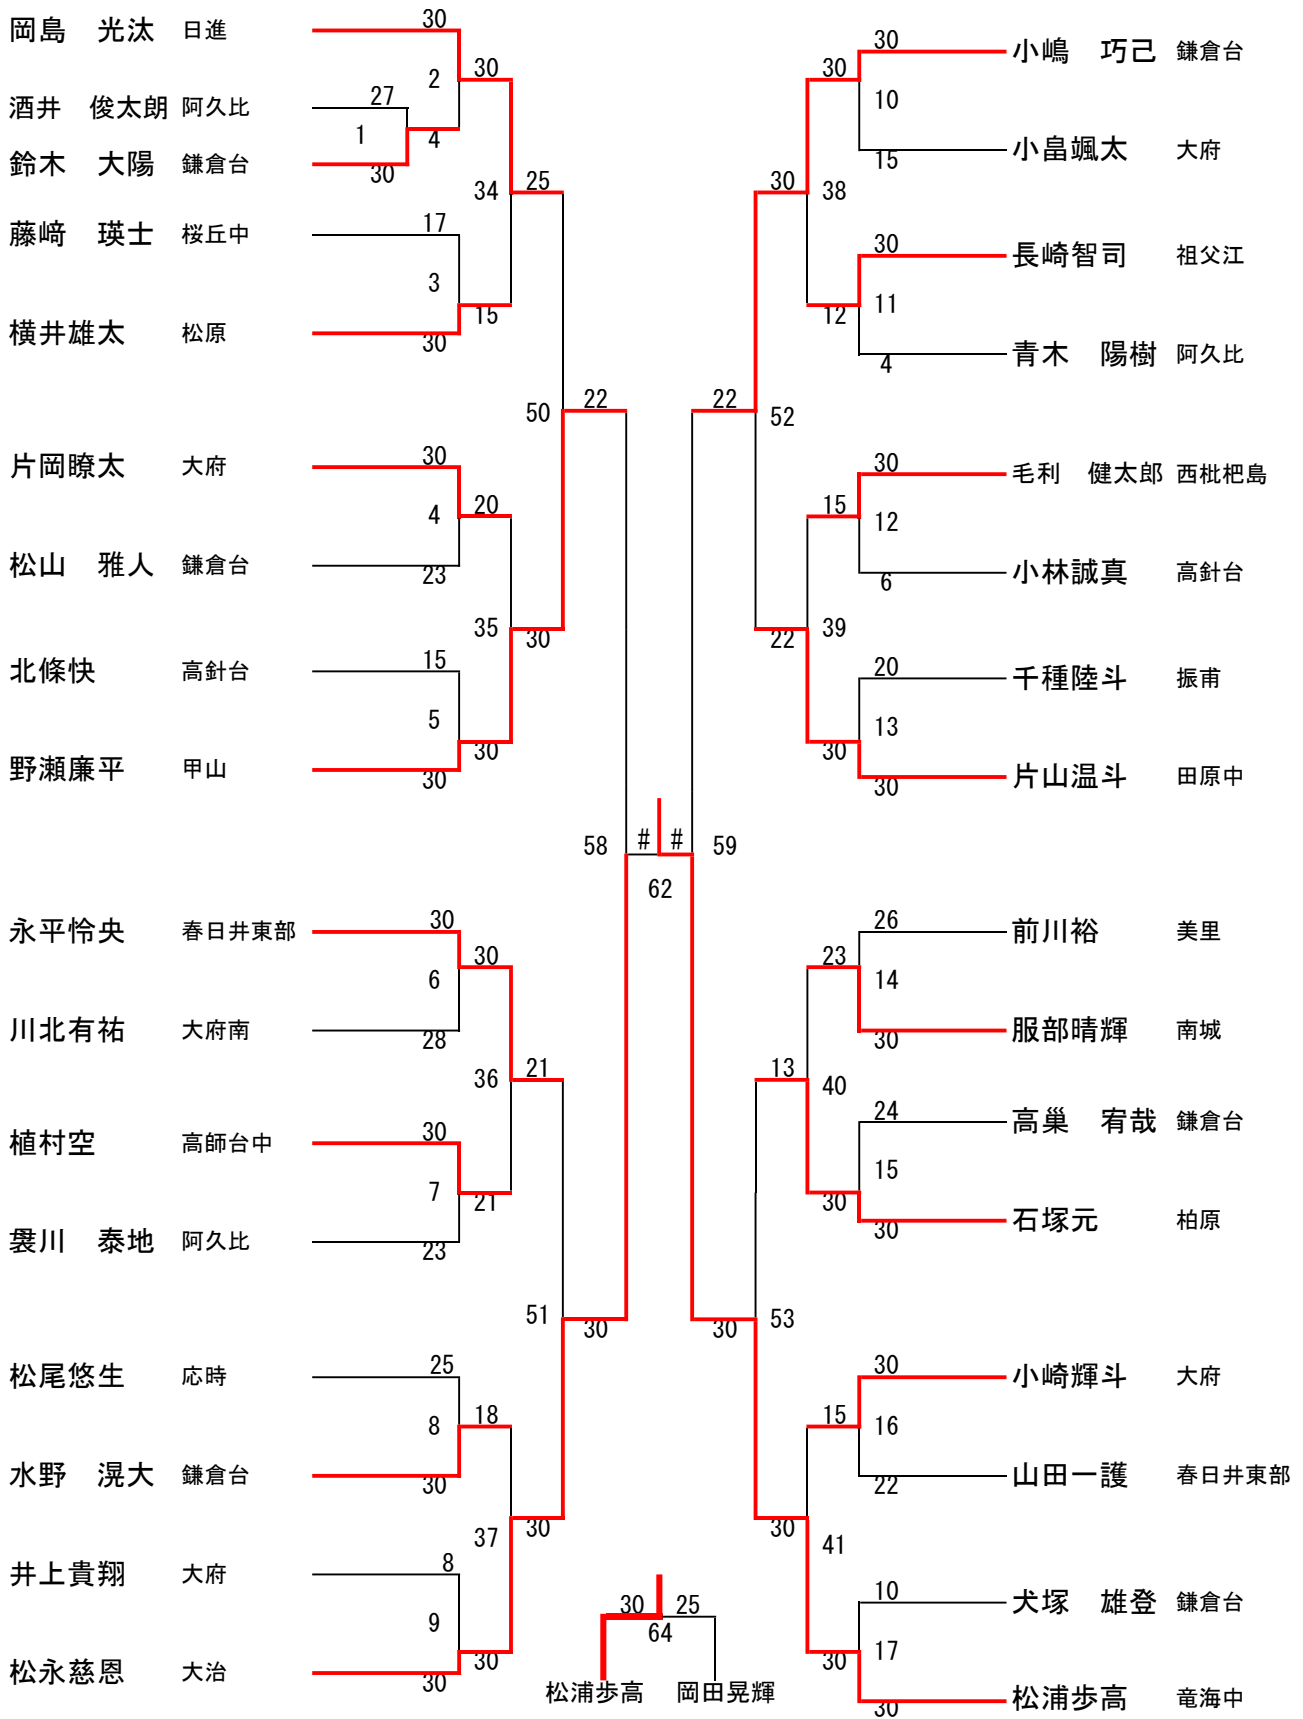 岡島　光汰 日進 30
30
2
酒井　俊太朗 阿久比 27
1
4
鈴木　大陽 鎌倉台 30
34
25
藤﨑　瑛士 桜丘中 17
3
15
横井雄太 松原 30
50
22
片岡瞭太 大府 30
20
4
松山　雅人 鎌倉台 23
35
30
北條快 高針台 15
5
30
野瀬廉平 甲山 30
58
#
永平怜央 春日井東部 30
30
6
川北有祐 大府南 28
36
21
植村空 高師台中 30
7
21
川　泰地 阿久比 23
51
30
松尾悠生 応時 25
18
8
水野　滉大 鎌倉台 30
37
30
井上貴翔 大府 8
9
30
松永慈恩 大治 30
30 小嶋　巧己 鎌倉台
30
10
15 小畠颯太 大府
30
38
30 長崎智司 祖父江
12
11
4 青木　陽樹 阿久比
22
52
30 毛利　健太郎 西枇杷島
15
12
6 小林誠真 高針台
22
39
20 千種陸斗 振甫
13
30
30 片山温斗 田原中
#
59
62
26 前川裕 美里
23
14
30 服部晴輝 南城
13
40
24 高巣　宥哉 鎌倉台
15
30
30 石塚元 柏原
30
53
30 小崎輝斗 大府
15
16
22 山田一護 春日井東部
30
41
10 犬塚　雄登 鎌倉台
17
30
30 松浦歩高 竜海中
30 25
64
松浦歩高 岡田晃輝